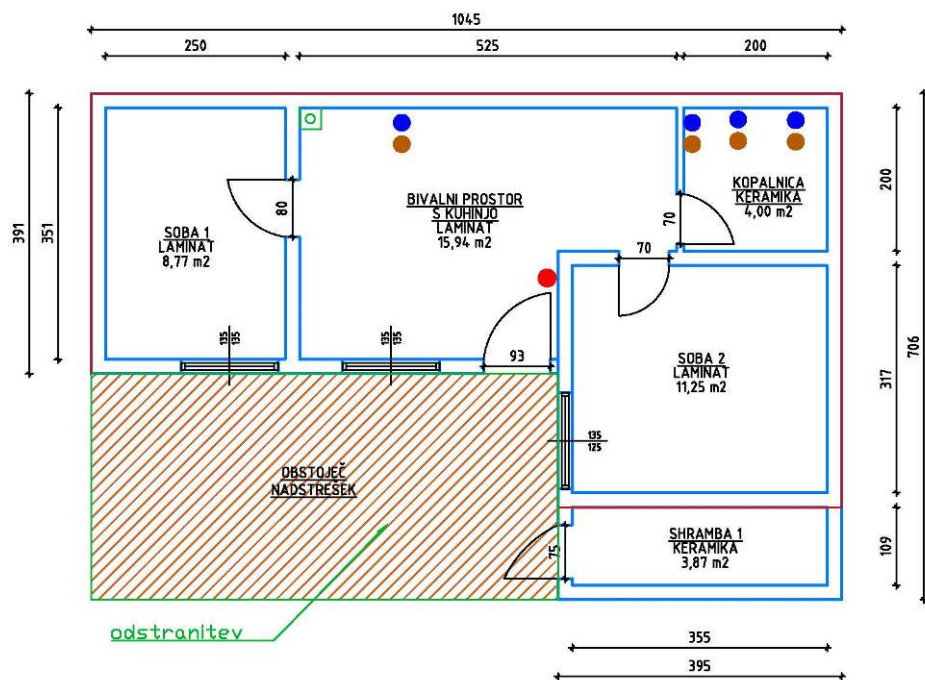 1045
250
525
200
391
351
SOBA 1
LAMINAT
8,77 m2
80
BIVALNI PROSTOR
S KUHINJO
LAMINAT
15,94 m2
70
KOPALNICA
KERAMIKA
4,00 m2
200
70
135
135
135
135
93
SOBA 2
LAMINAT
11,25 m2
317
706
135
125
OBSTOJEČ
NADSTREŠEK
75
SHRAMBA 1
KERAMIKA
3,87 m2
109
odstranitev
355
395